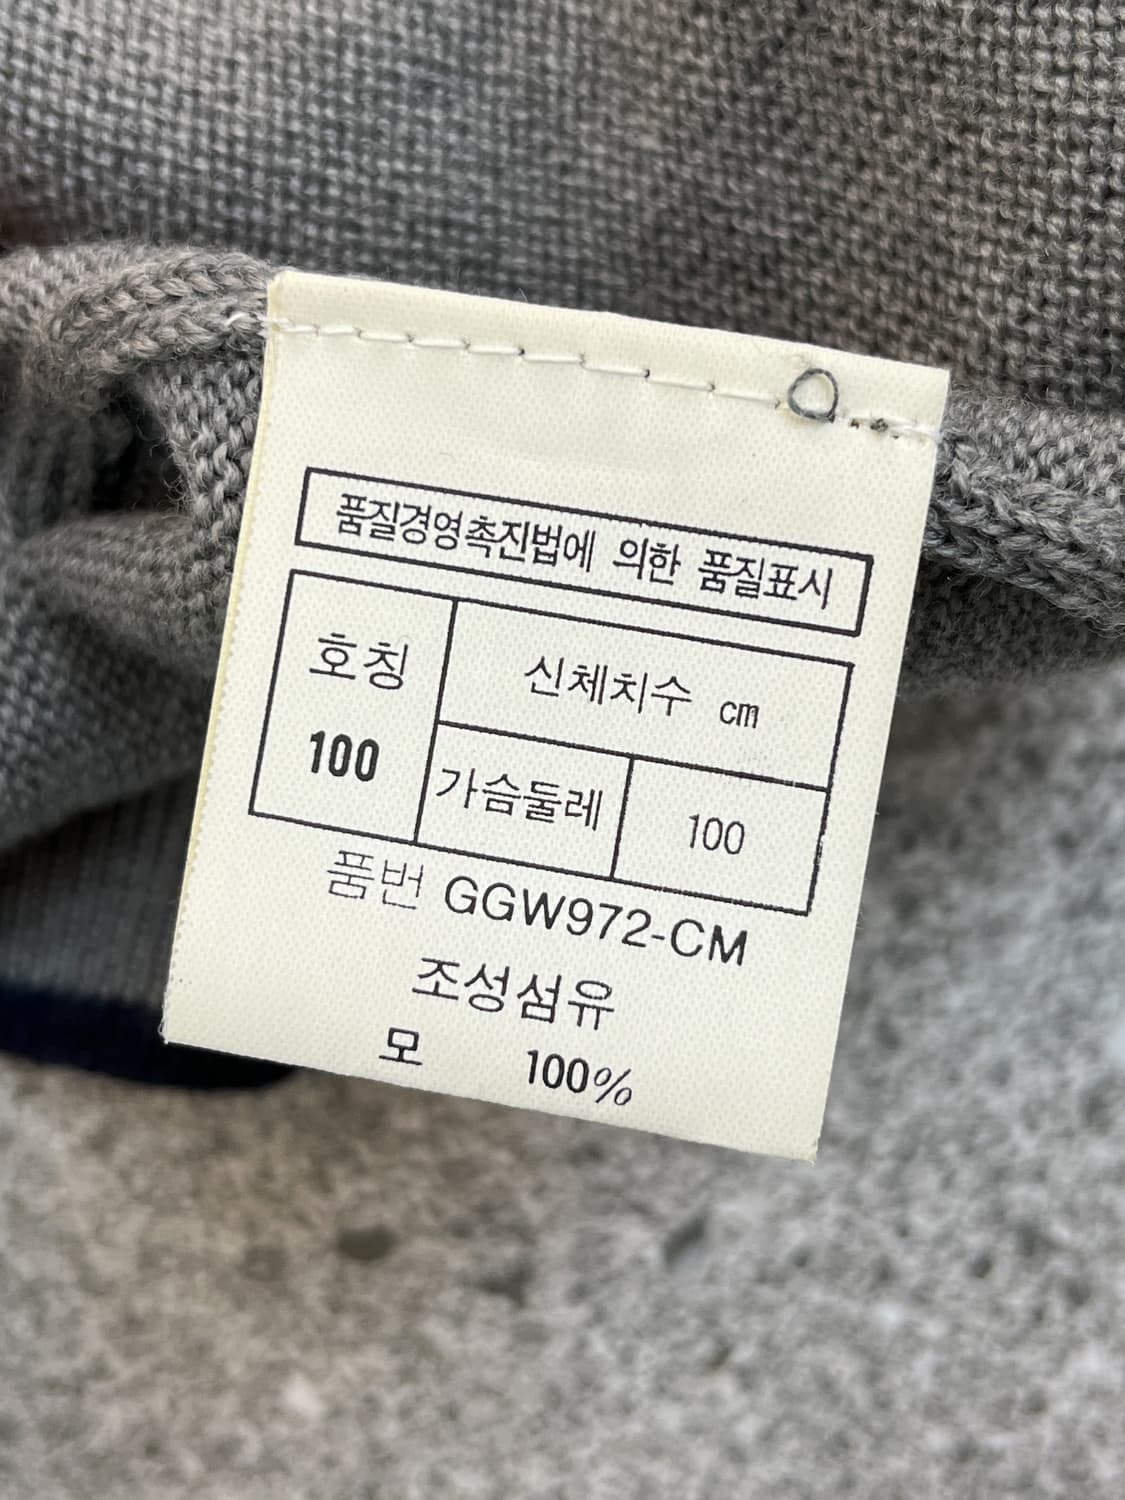 품질경영촉진법에 의한 품질표시
호칭
100
신체치수 cm
가슴둘레
100
품번 GGW972-CM
조성섬유
모 100%